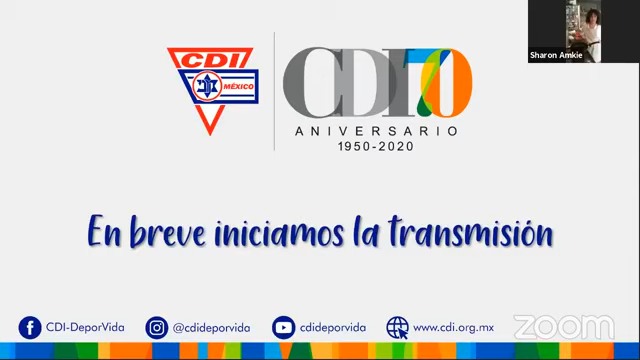 CDI
MÉXICO
CDI70
ANIVERSARIO
1950-2020
Sharon Amkie
En breve iniciamos la transmisión
CDI-DeporVida
@cdideporvida
cdideporvida
www.cdi.org.mx
zoom